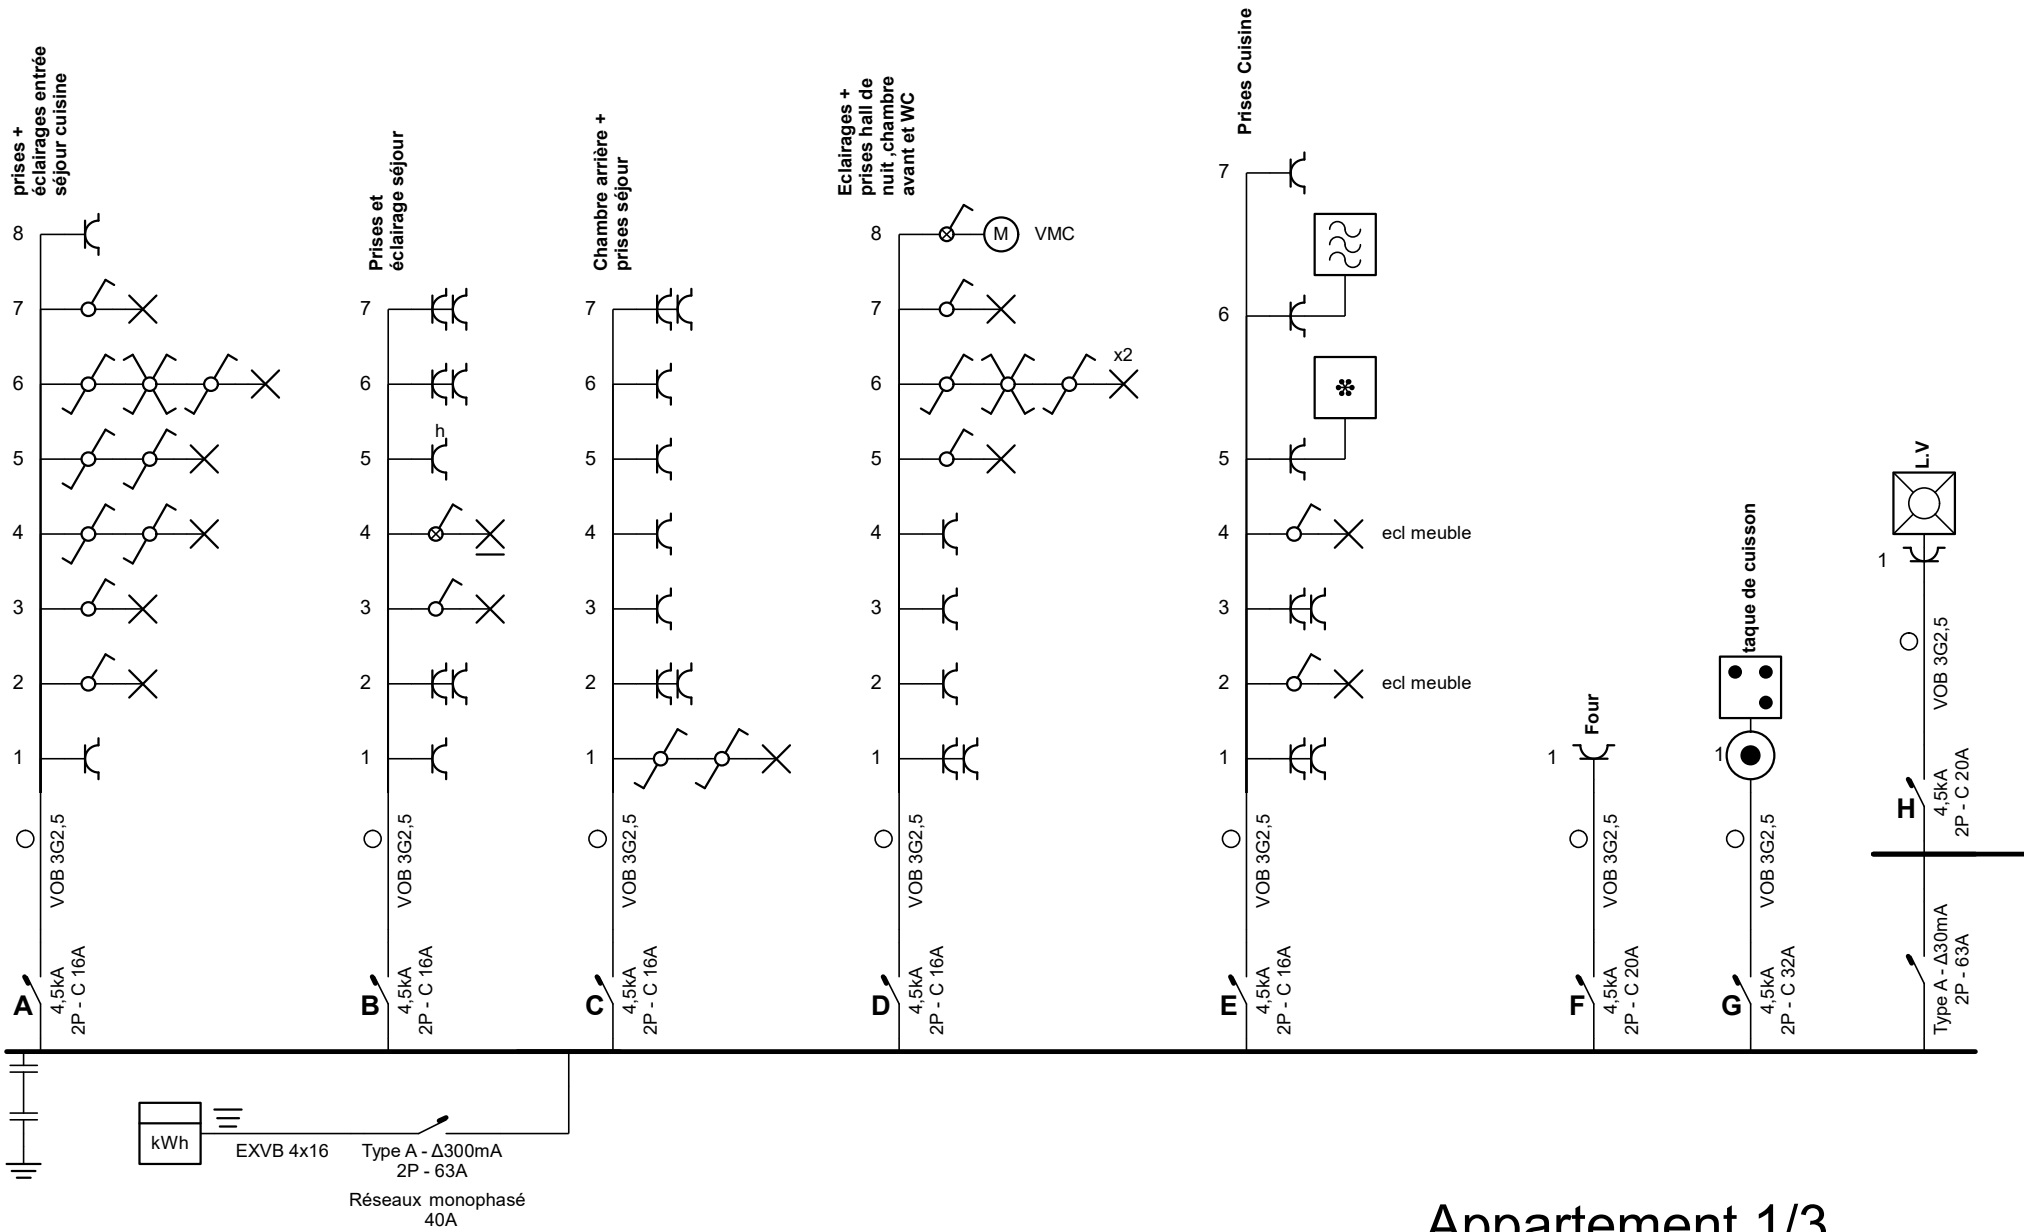 prises +
éclairages entrée
séjour cuisine
8
7
6
5
4
3
2
1
VOB 3G2,5
A
4,5kA
2P - C 16A
Prises et
éclairage séjour
7
6
h
5
4
3
2
1
VOB 3G2,5
B
4,5kA
2P - C 16A
Chambre arrière +
prises séjour
7
6
5
4
3
2
1
VOB 3G2,5
C
4,5kA
2P - C 16A
Eclairages +
prises hall de
nuit ,chambre
avant et WC
8
M
VMC
7
x2
6
5
4
3
2
1
VOB 3G2,5
D
4,5kA
2P - C 16A
Prises Cuisine
7
6
5
4
ecl meuble
3
2
ecl meuble
1
VOB 3G2,5
E
4,5kA
2P - C 16A
Four
1
VOB 3G2,5
F
4,5kA
2P - C 20A
taque de cuisson
1
VOB 3G2,5
G
4,5kA
2P - C 32A
L.V
1
VOB 3G2,5
H
4,5kA
2P - C 20A
Type A - Δ30mA
2P - 63A
kWh
EXVB 4x16
Type A - Δ300mA
2P - 63A
Réseaux monophasé
40A
Appartement 1/3